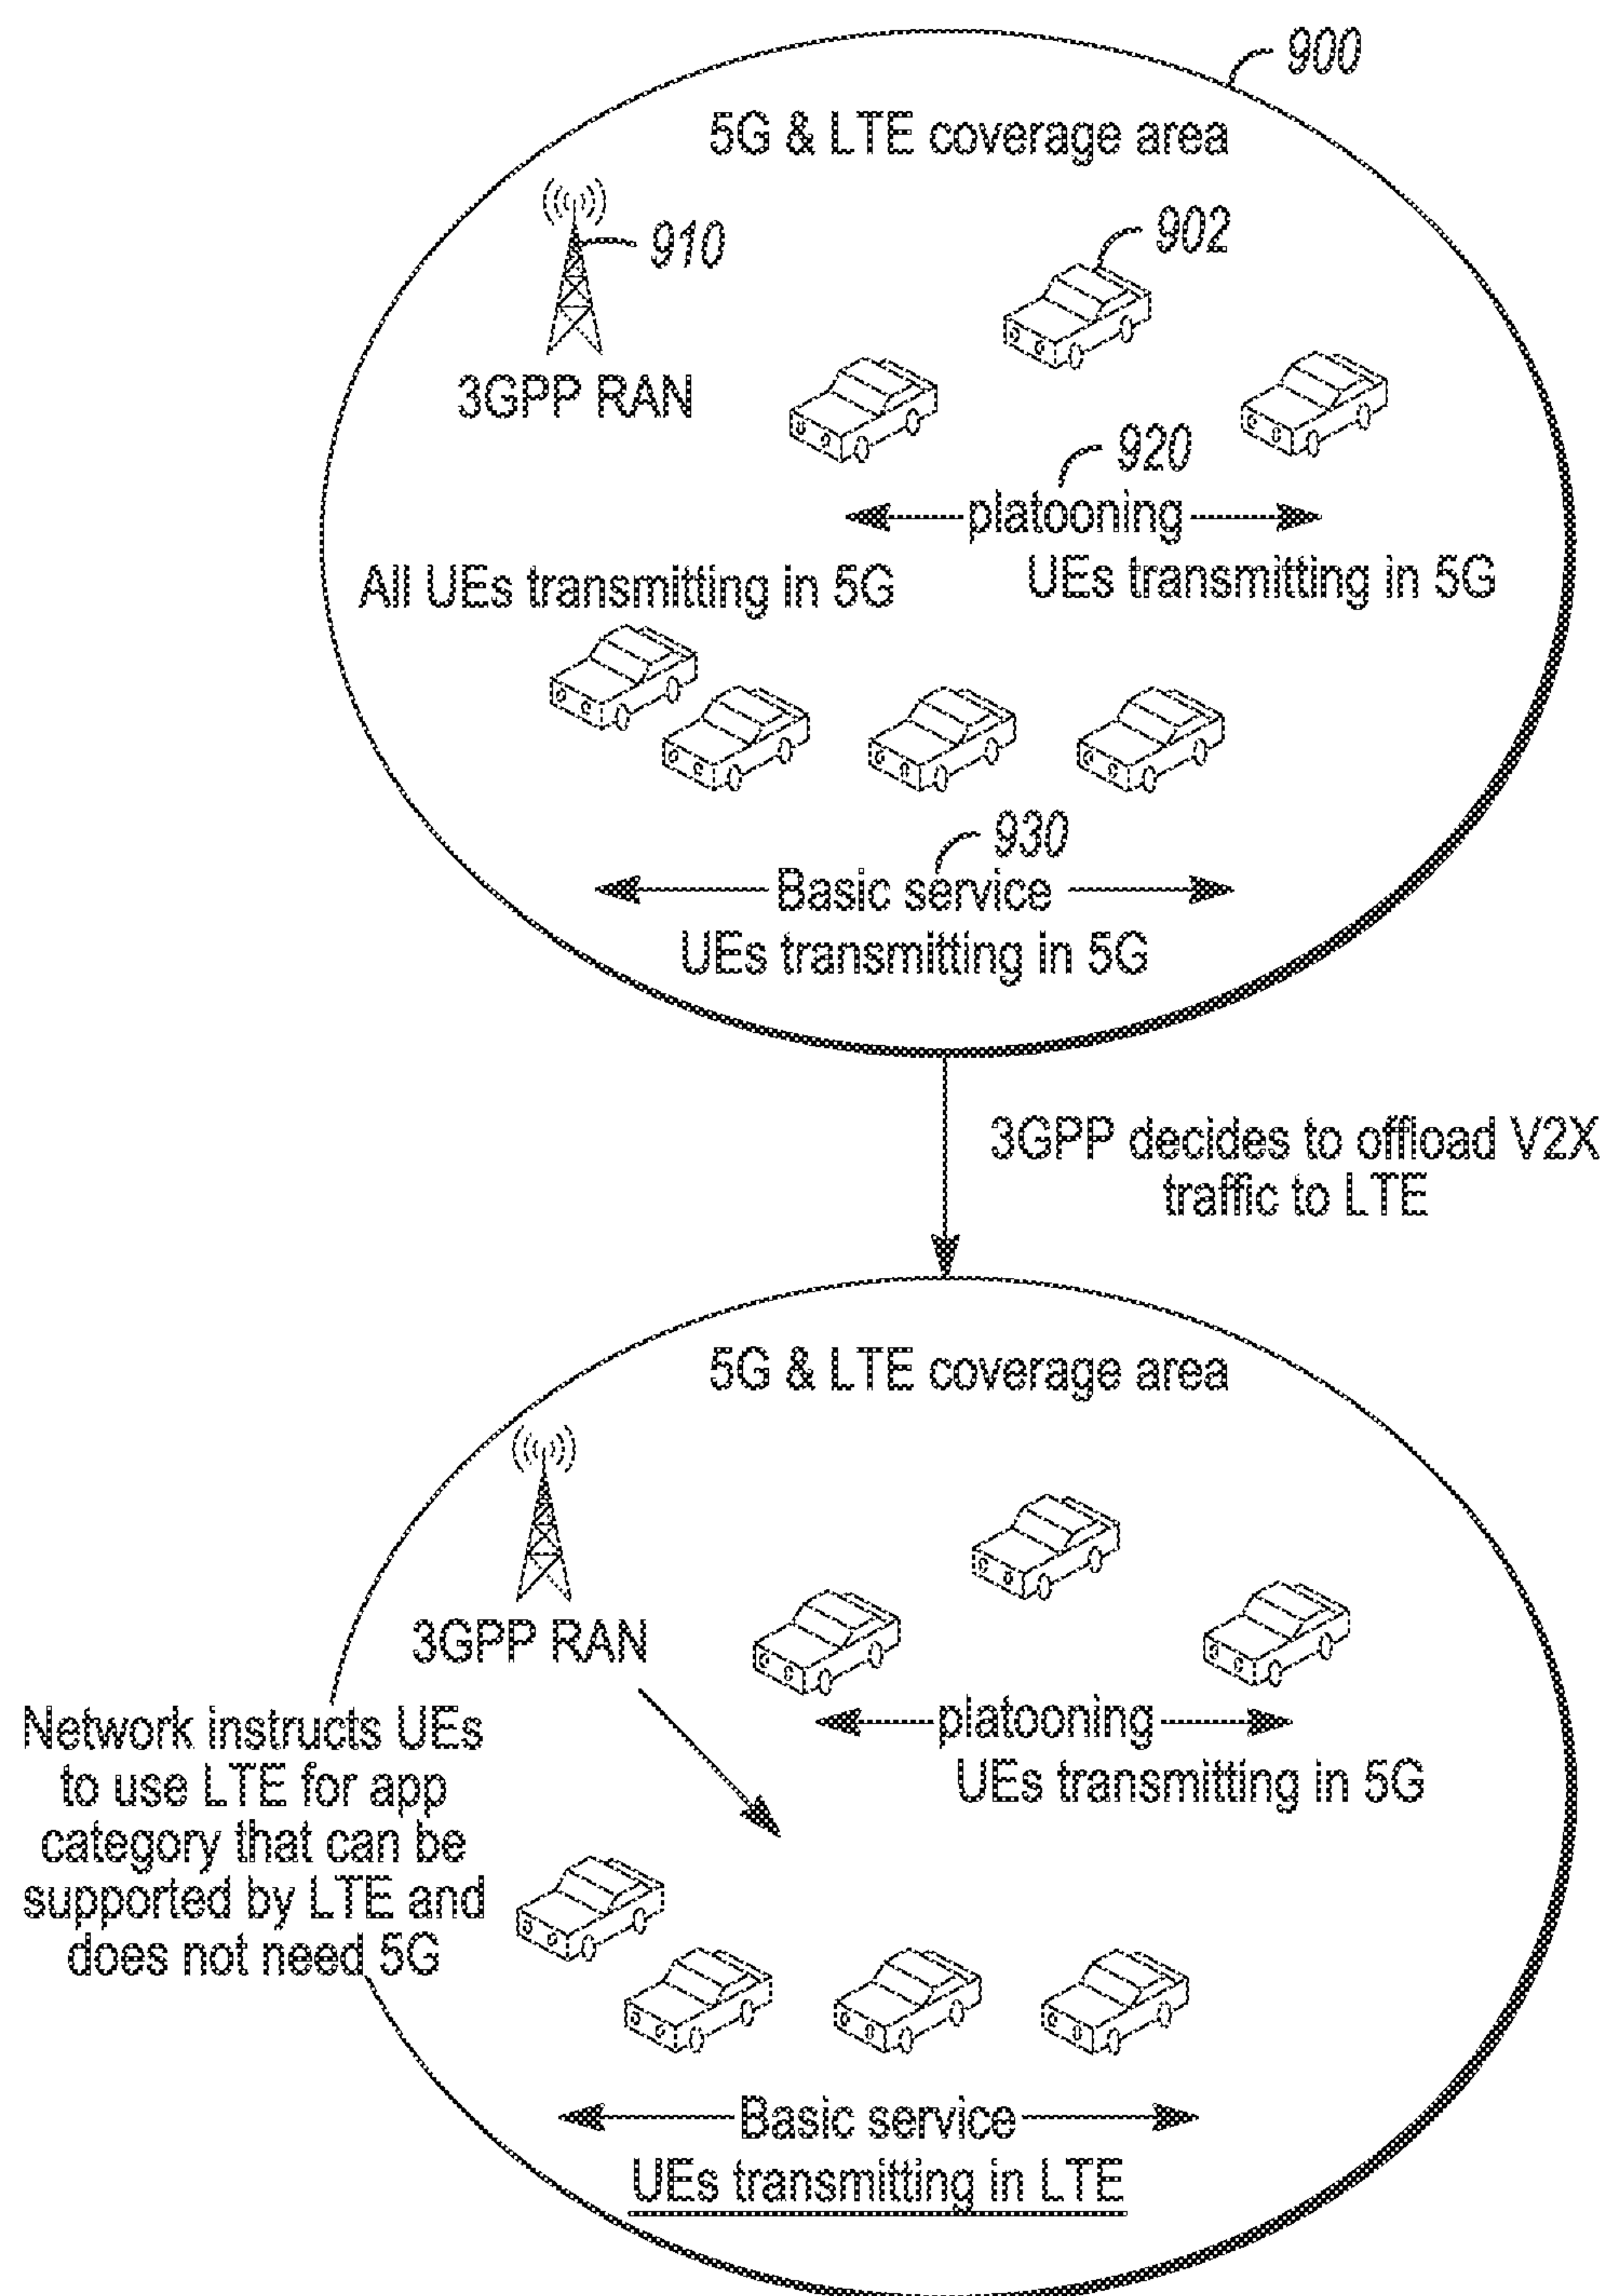 900
5G & LTE coverage area
910
902
3GPP RAN
920
platooning
All UEs transmitting in 5G
UEs transmitting in 5G
930
Basic service
UEs transmitting in 5G
3GPP decides to offload V2X
traffic to LTE
5G & LTE coverage area
3GPP RAN
platooning
UEs transmitting in 5G
Network instructs UEs
to use LTE for app
category that can be
supported by LTE and
does not need 5G
Basic service
UEs transmitting in LTE